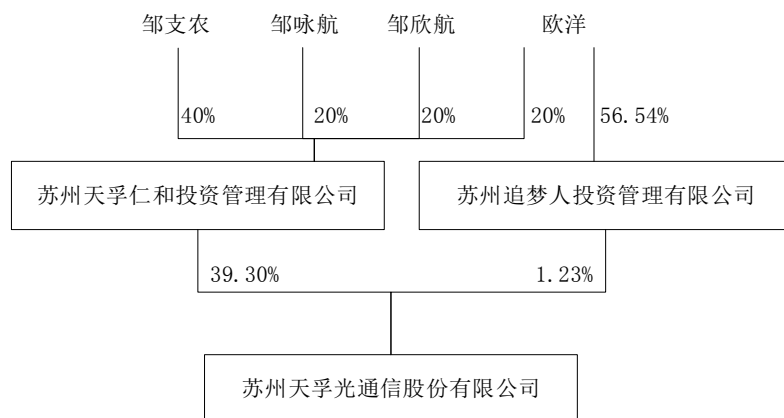 邹支农 邹咏航 邹欣航 欧洋
40% 20% 20% 20% 56.54%
苏州天孚仁和投资管理有限公司 苏州追梦人投资管理有限公司
39.30% 1.23%
苏州天孚光通信股份有限公司